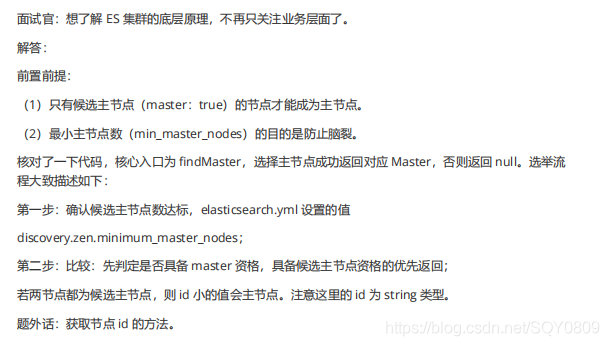 面试官：想了解 ES 集群的底层原理，不再只关注业务层面了。
解答：
前置前提：
（1）只有候选主节点（master：true）的节点才能成为主节点。
（2）最小主节点数（min_master_nodes）的目的是防止脑裂。
核对了一下代码，核心入口为 findMaster，选择主节点成功返回对应 Master，否则返回 null。选举流
程大致描述如下：
第一步：确认候选主节点数达标，elasticsearch.yml 设置的值
discovery.zen.minimum_master_nodes；
第二步：比较：先判定是否具备 master 资格，具备候选主节点资格的优先返回；
若两节点都为候选主节点，则 id 小的值会主节点。注意这里的 id 为 string 类型。
题外话：获取节点 id 的方法。
https://blog.csdn.net/SQY0809